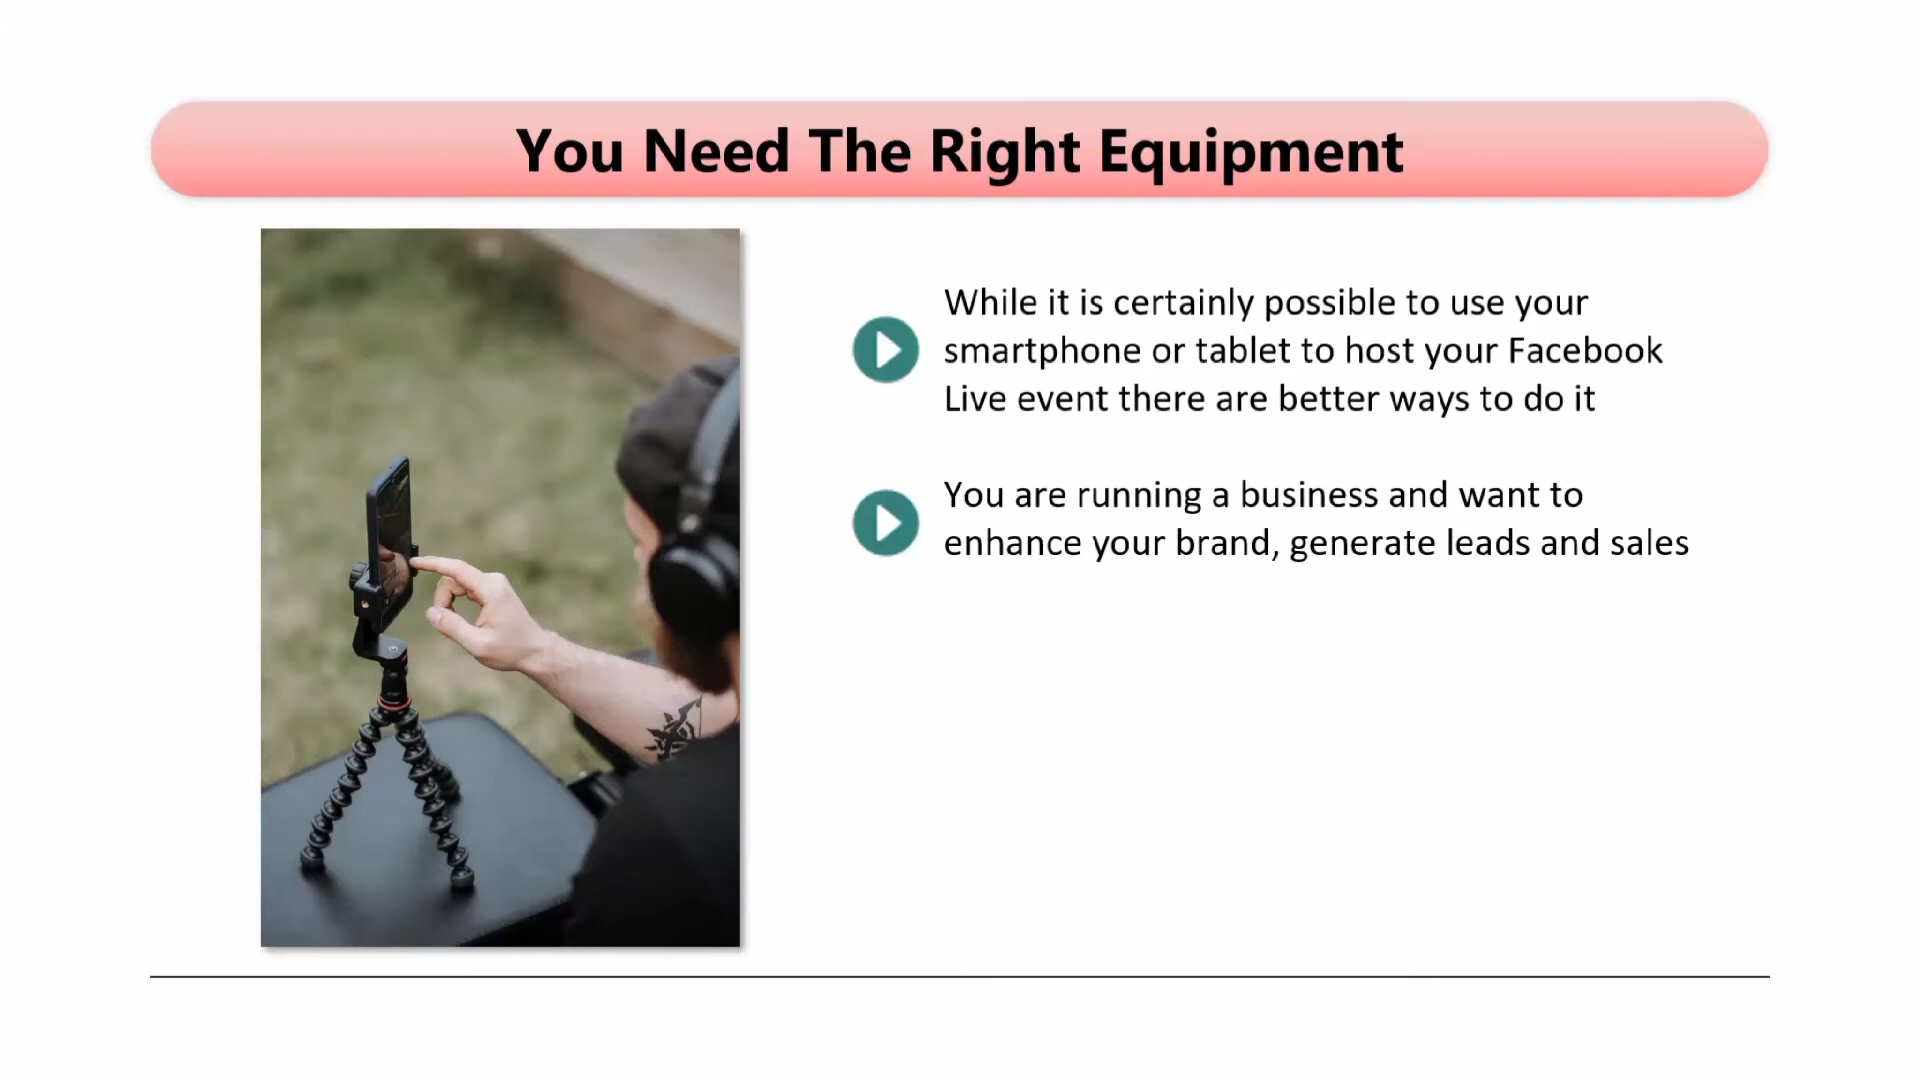 You Need The Right Equipment
While it is certainly possible to use your
smartphone or tablet to host your Facebook
Live event there are better ways to do it
You are running a business and want to
enhance your brand, generate leads and sales